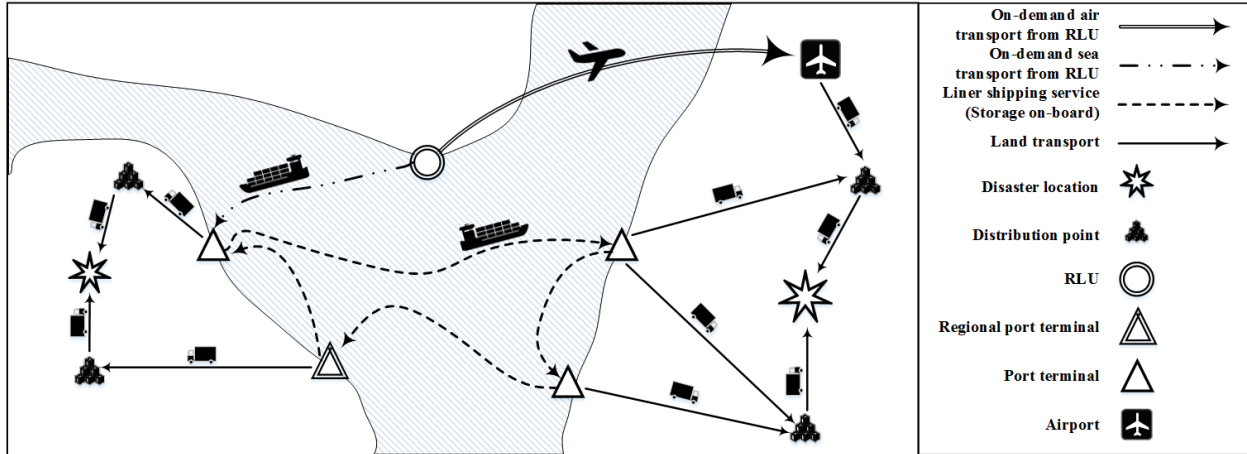 On-demand air
transport from RLU
On-demand sea
transport from RLU
Liner shipping service
(Storage on-board)
Land transport
Disaster location
Distribution point
RLU
Regional port terminal
Port terminal
Airport